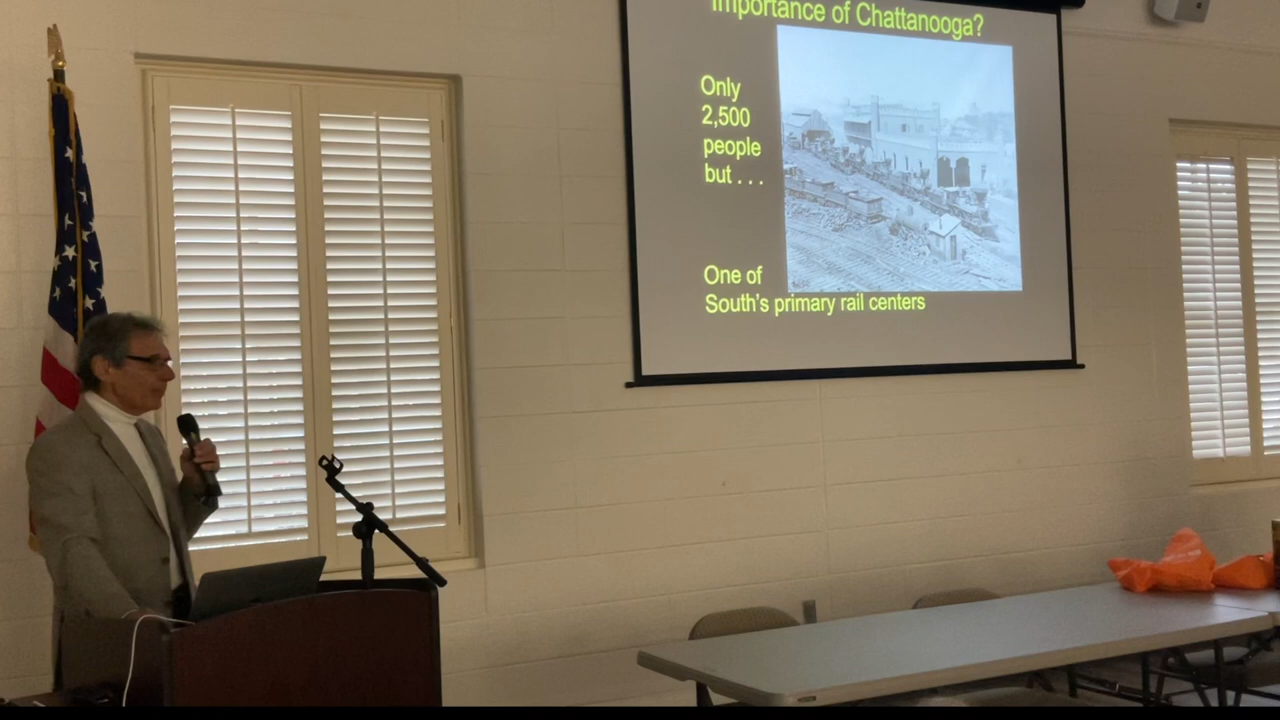 Importance of Chattanooga?
Only
2,500
people
but . . .
One of
South's primary rail centers